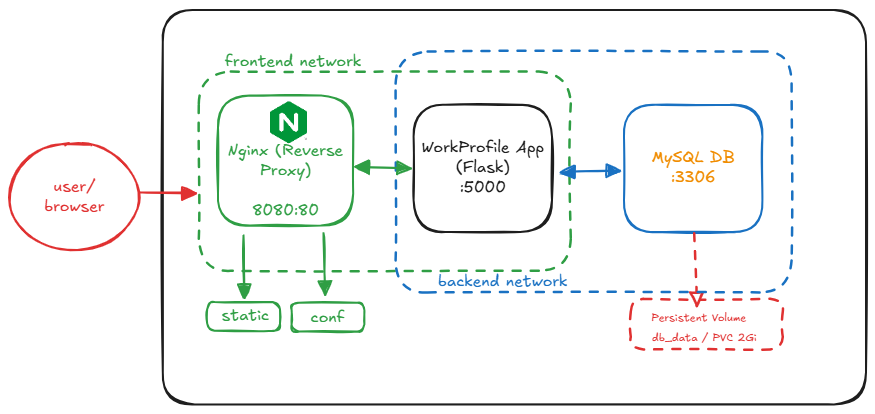 frontend network
N
Nginx (Reverse
Proxy)
8080:80
WorkProfile App
(Flask)
:5000
MySQL DB
:3306
user/
browser
backend network
static
conf
Persistent Volume
db_data / PVC 2Gi